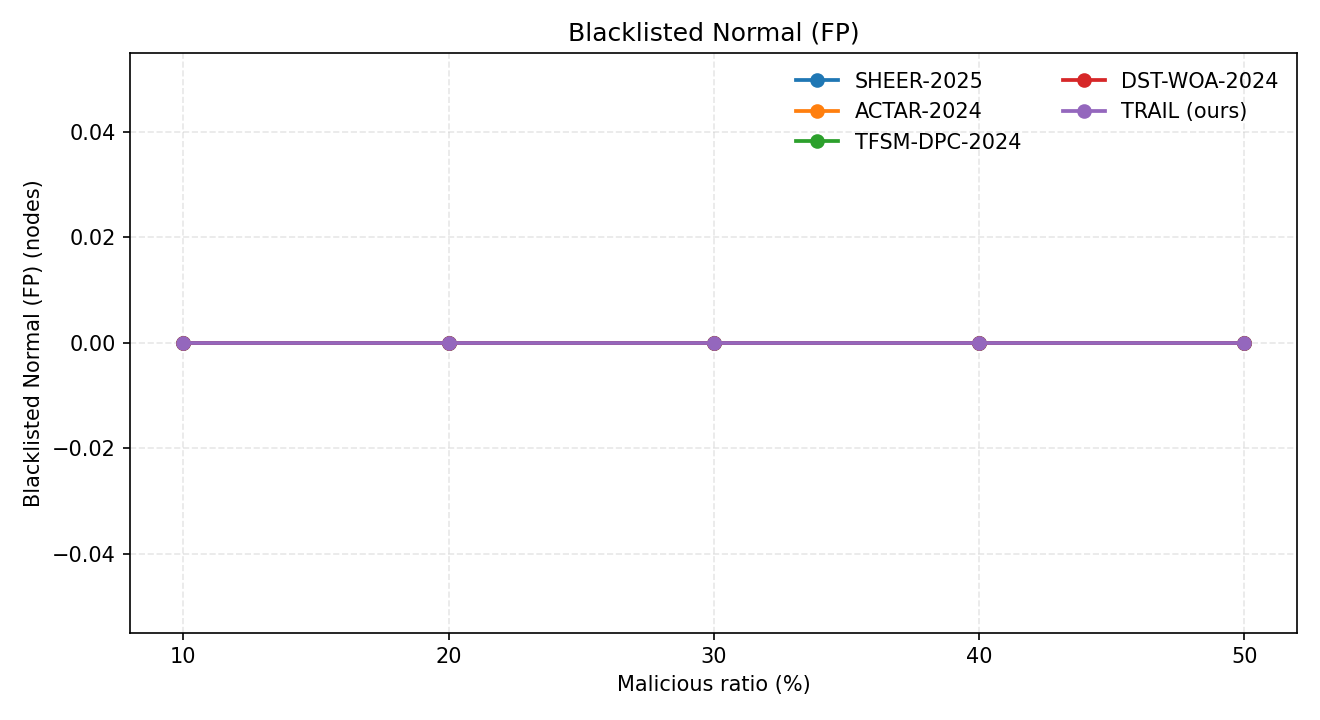 Blacklisted Normal (FP)
SHEER-2025
ACTAR-2024
TFSM-DPC-2024
DST-WOA-2024
TRAIL (ours)
Blacklisted Normal (FP) (nodes)
0.04
0.02
0.00
−0.02
−0.04
10 20 30 40 50
Malicious ratio (%)